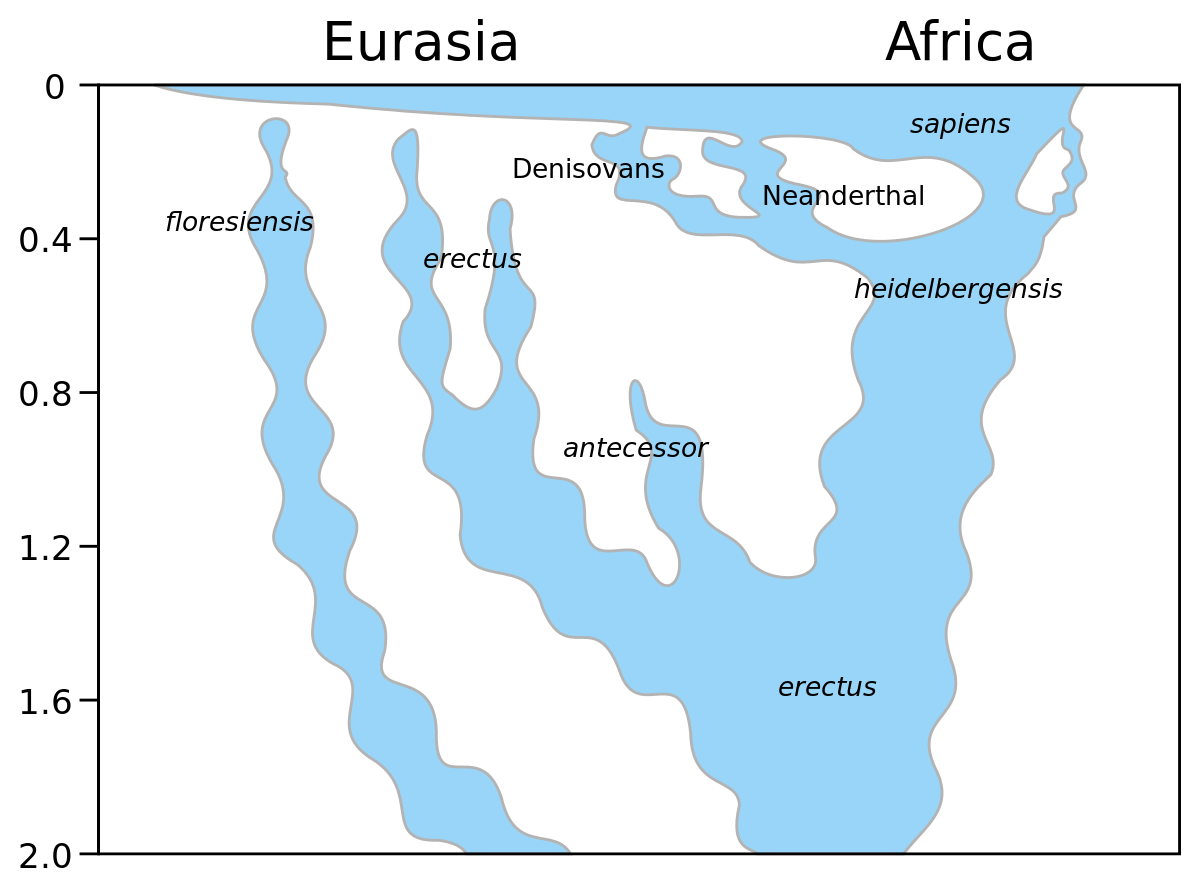 Eurasia Africa
0
sapiens
Denisovans
Neanderthal
floresiensis
0.4
erectus
heidelbergensis
0.8
antecessor
1.2
erectus
1.6
2.0